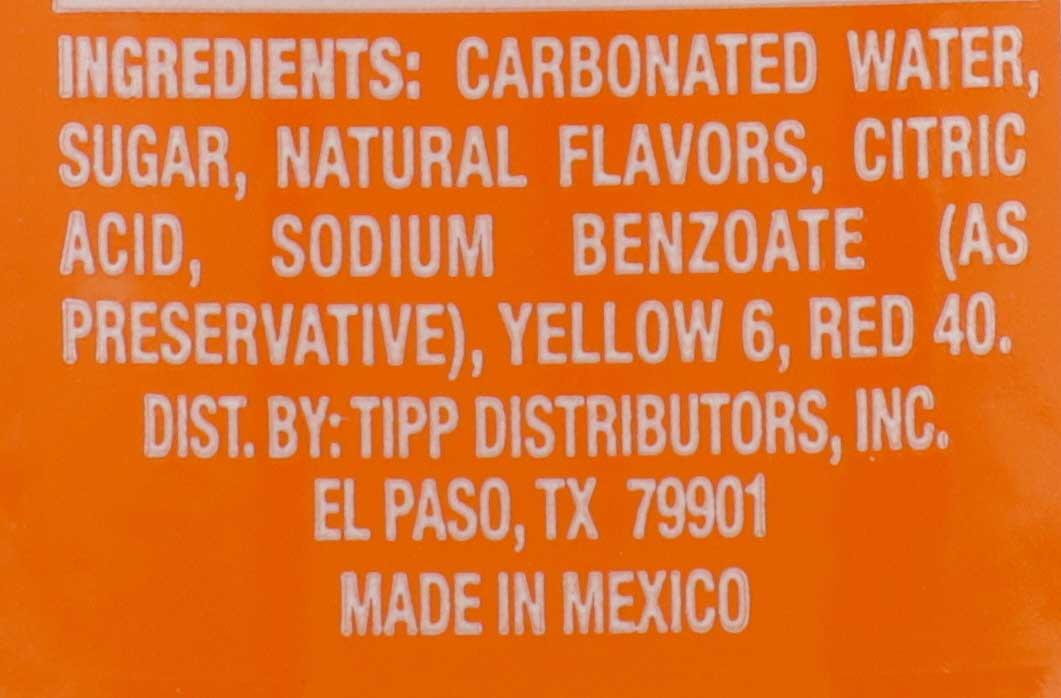 INGREDIENTS: CARBONATED WATER,
SUGAR, NATURAL FLAVORS, CITRIC
ACID, SODIUM BENZOATE (AS
PRESERVATIVE), YELLOW 6, RED 40.
DIST. BY: TIPP DISTRIBUTORS, INC.
EL PASO, TX 79901
MADE IN MEXICO